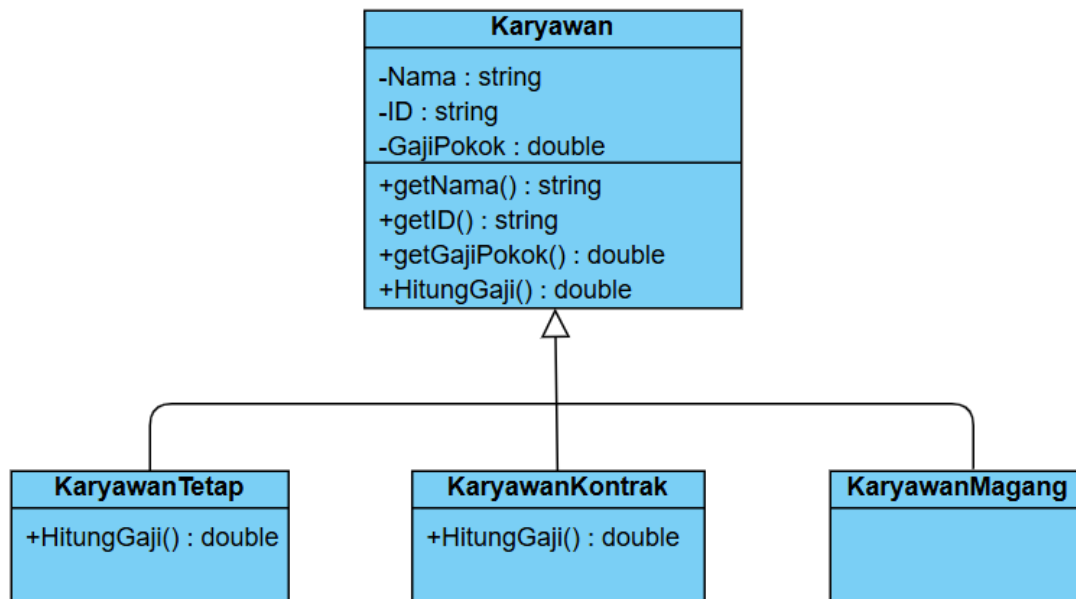 Karyawan
-Nama : string
-ID : string
-GajiPokok : double
+getNama() : string
+getID() : string
+getGajiPokok() : double
+HitungGaji() : double
KaryawanTetap
+HitungGaji() : double
KaryawanKontrak
+HitungGaji() : double
KaryawanMagang